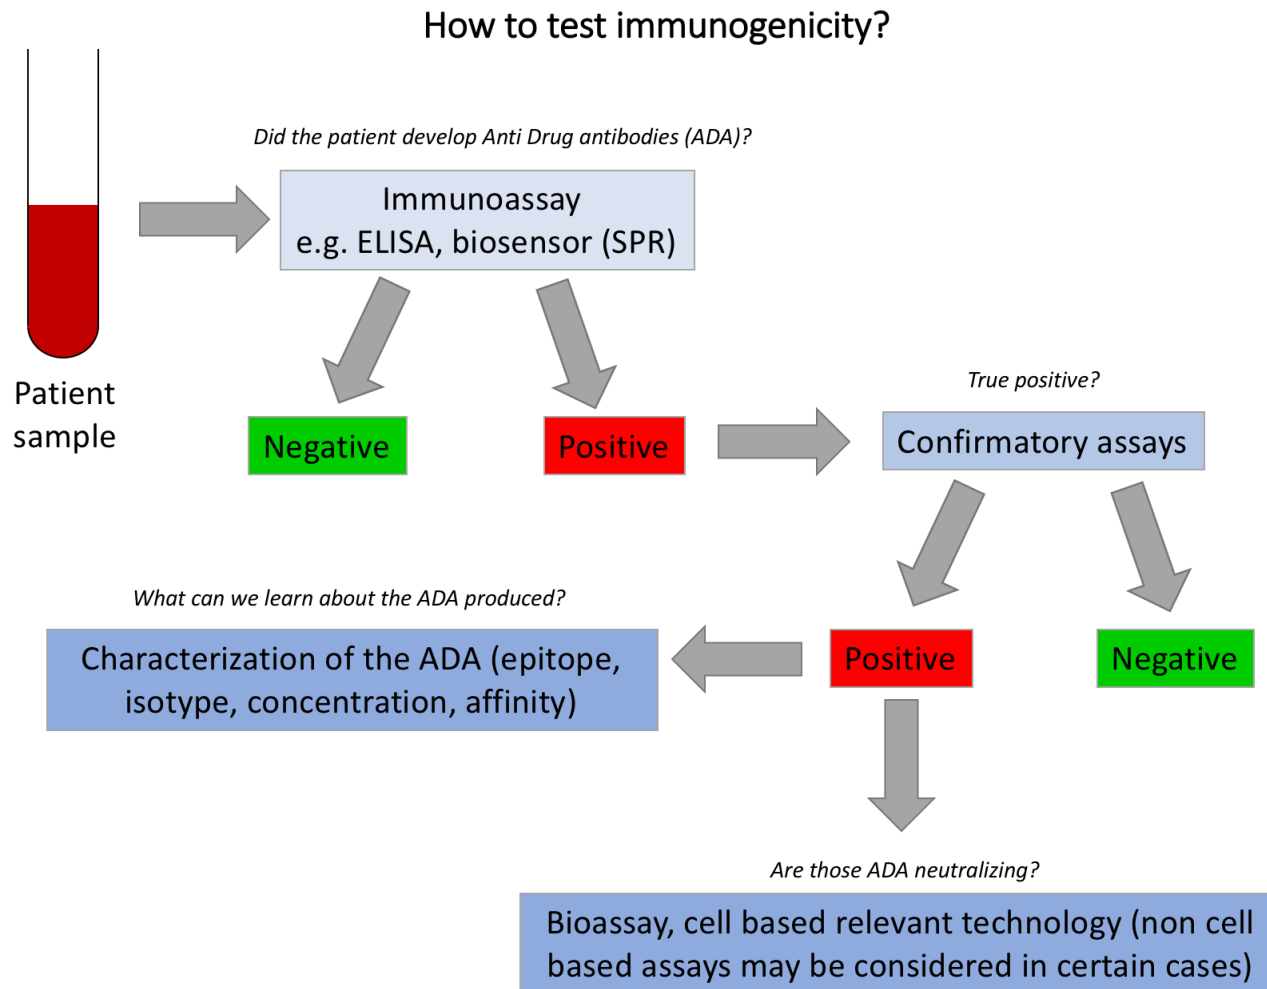 How to test immunogenicity?
Did the patient develop Anti Drug antibodies (ADA)?
Immunoassay
e.g. ELISA, biosensor (SPR)
Patient
sample
Negative
Positive
True positive?
Confirmatory assays
What can we learn about the ADA produced?
Characterization of the ADA (epitope,
isotype, concentration, affinity)
Positive
Negative
Are those ADA neutralizing?
Bioassay, cell based relevant technology (non cell
based assays may be considered in certain cases)